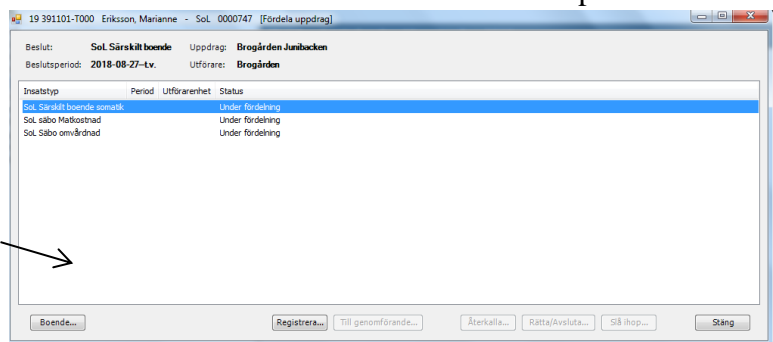 19 391101-T000 Eriksson, Marianne - SoL 0000747 [Fördela uppdrag]
Beslut: SoL Särskilt boende Uppdrag: Brogården Junibacken
Beslutsperiod: 2018-08-27--t.v. Utförare: Brogården
Insatstyp Period Utförarenhet Status
SoL Särskilt boende somatik Under fördelning
SoL säbo Matkostnad Under fördelning
SoL Säbo omvårdnad Under fördelning
Boende... Registrera... Till genomförande... Återkalla... Rätta/Avsluta... Slå ihop... Stäng